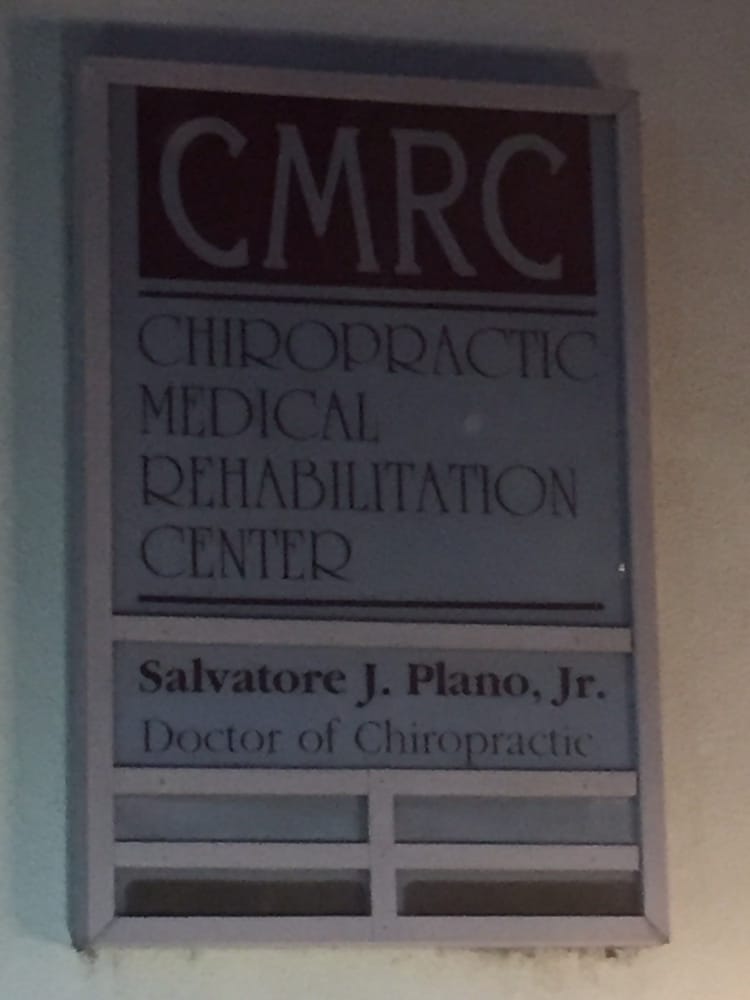 CMRC
CHIROPRACTIC
MEDICAL
REHABILITATION
CENTER
Salvatore J. Plano, Jr.
Doctor of Chiropractic